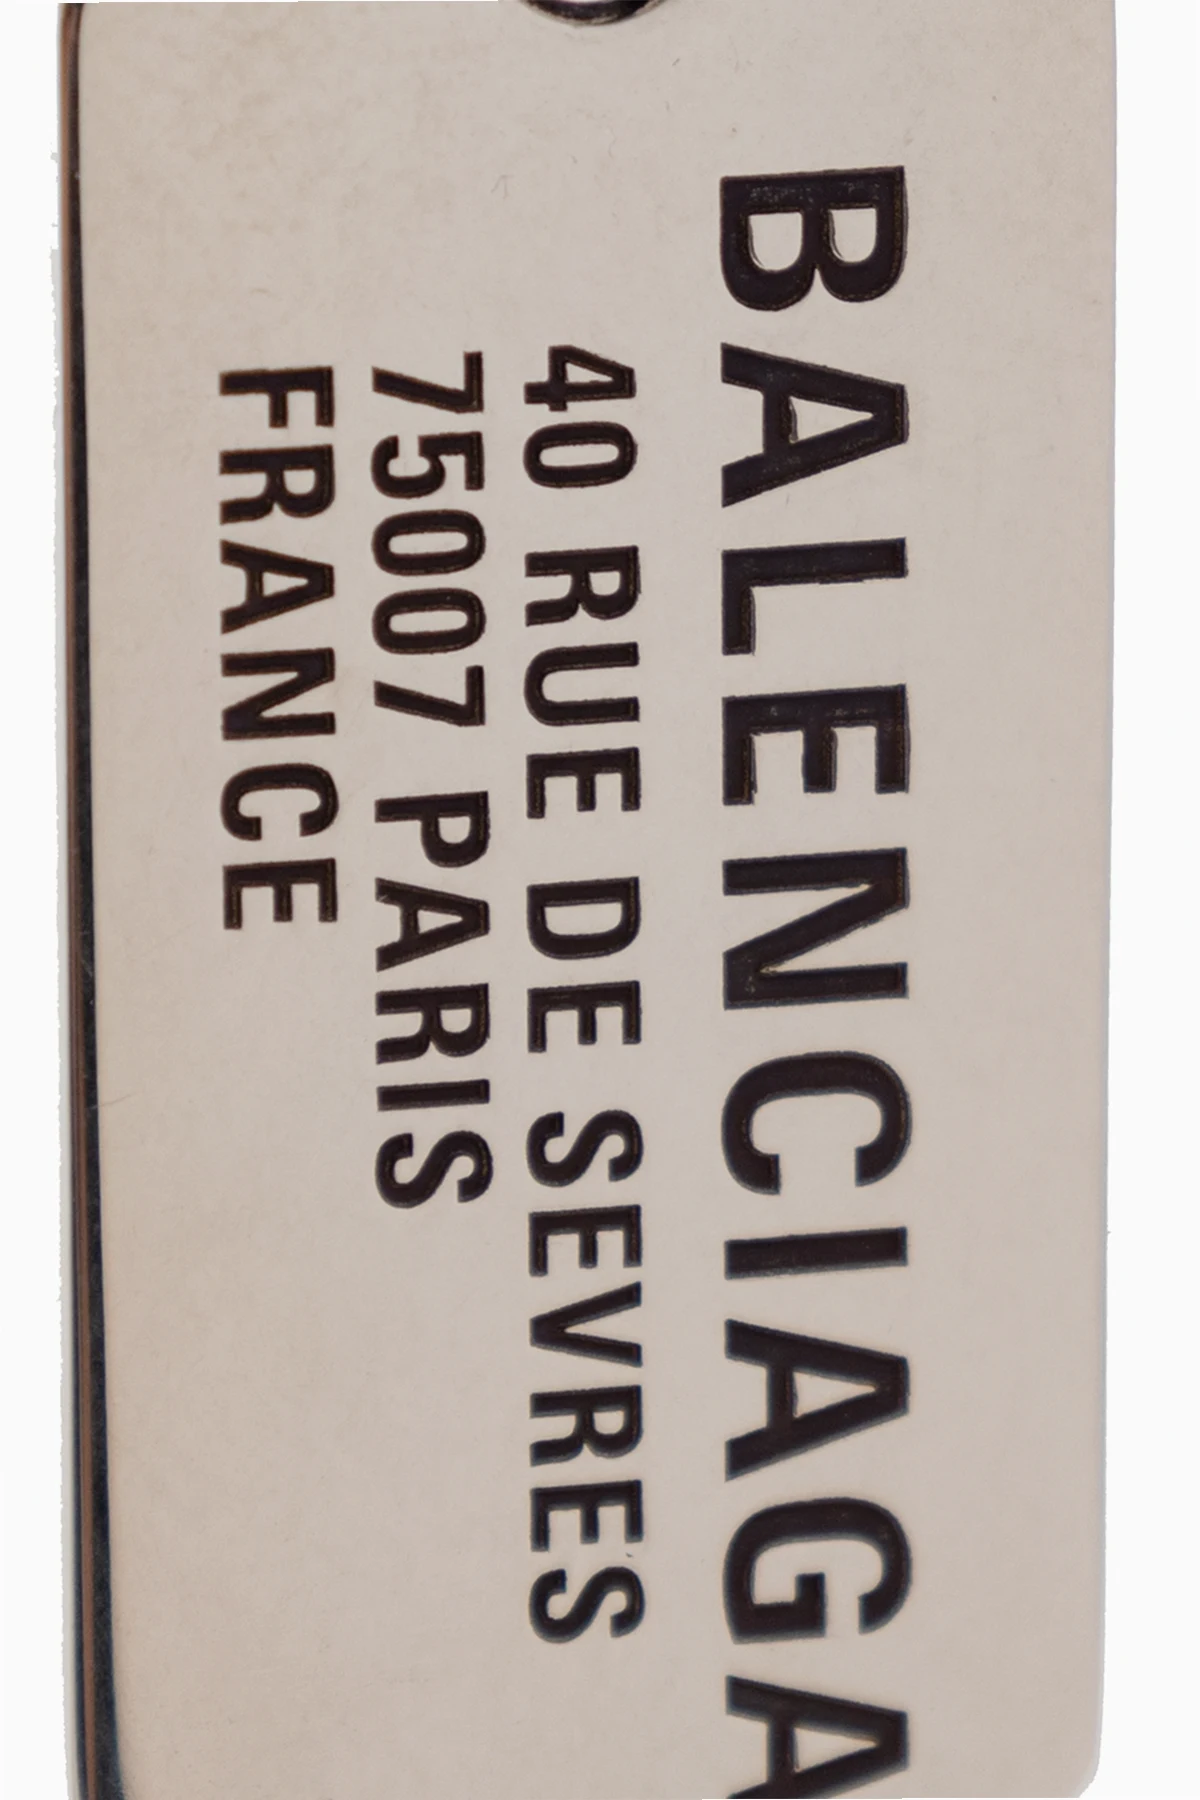 BALENCIAGA
40 RUE DE SEVRES
75007 PARIS
FRANCE